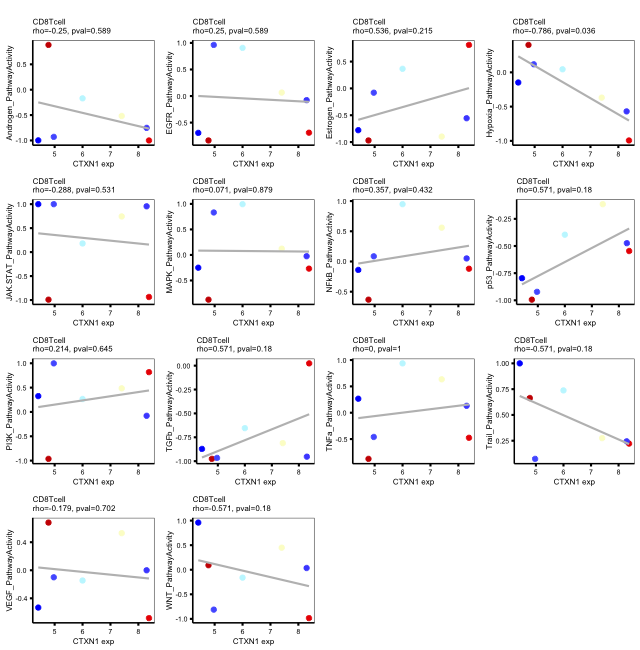 CD8Tcell
rho=-0.25, pval=0.589
Androgen_PathwayActivity
0.5
0.0
-0.5
-1.0
5 6 7 8
CTXN1 exp
CD8Tcell
rho=0.25, pval=0.589
EGFR_PathwayActivity
1.0
0.5
0.0
-0.5
5 6 7 8
CTXN1 exp
CD8Tcell
rho=0.536, pval=0.215
Estrogen_PathwayActivity
0.5
0.0
-0.5
-1.0
5 6 7 8
CTXN1 exp
CD8Tcell
rho=-0.786, pval=0.036
Hypoxia_PathwayActivity
0.0
-0.5
-1.0
5 6 7 8
CTXN1 exp
CD8Tcell
rho=-0.288, pval=0.531
JAK-STAT_PathwayActivity
1.0
0.5
0.0
-0.5
-1.0
5 6 7 8
CTXN1 exp
CD8Tcell
rho=0.071, pval=0.879
MAPK_PathwayActivity
1.0
0.5
0.0
-0.5
5 6 7 8
CTXN1 exp
CD8Tcell
rho=0.357, pval=0.432
NFkB_PathwayActivity
1.0
0.5
0.0
-0.5
5 6 7 8
CTXN1 exp
CD8Tcell
rho=0.571, pval=0.18
p53_PathwayActivity
-0.25
-0.50
-0.75
-1.00
5 6 7 8
CTXN1 exp
CD8Tcell
rho=0.214, pval=0.645
PI3K_PathwayActivity
1.0
0.5
0.0
-0.5
-1.0
5 6 7 8
CTXN1 exp
CD8Tcell
rho=0.571, pval=0.18
TGFb_PathwayActivity
0.00
-0.25
-0.50
-0.75
-1.00
5 6 7 8
CTXN1 exp
CD8Tcell
rho=0, pval=1
TNFa_PathwayActivity
1.0
0.5
0.0
-0.5
5 6 7 8
CTXN1 exp
CD8Tcell
rho=-0.571, pval=0.18
Trail_PathwayActivity
1.00
0.75
0.50
0.25
5 6 7 8
CTXN1 exp
CD8Tcell
rho=-0.179, pval=0.702
VEGF_PathwayActivity
0.4
0.0
-0.4
5 6 7 8
CTXN1 exp
CD8Tcell
rho=-0.571, pval=0.18
WNT_PathwayActivity
1.0
0.5
0.0
-0.5
-1.0
5 6 7 8
CTXN1 exp